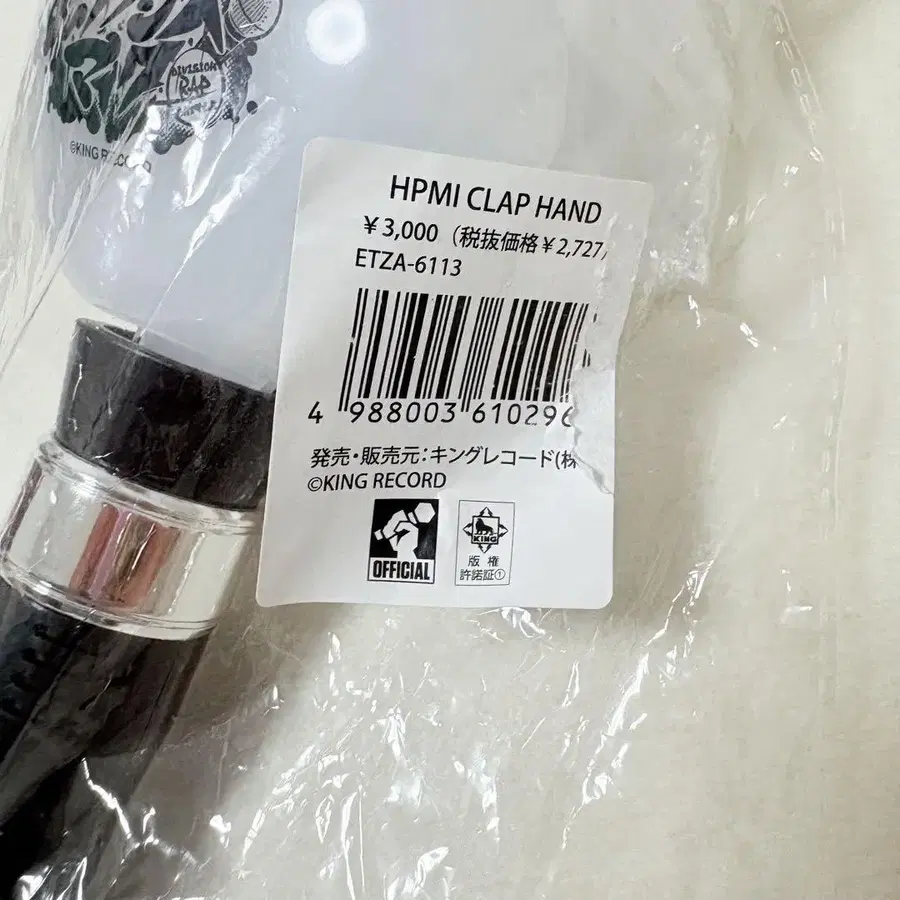 DIVISION
RAP
©KING RECORD
HPMI CLAP HAND
￥3,000（税抜価格￥2,727）
ETZA-6113
4 988003 610296
発売・販売元：キングレコード(株
©KING RECORD
OFFICIAL
KING
版権
許諾証①